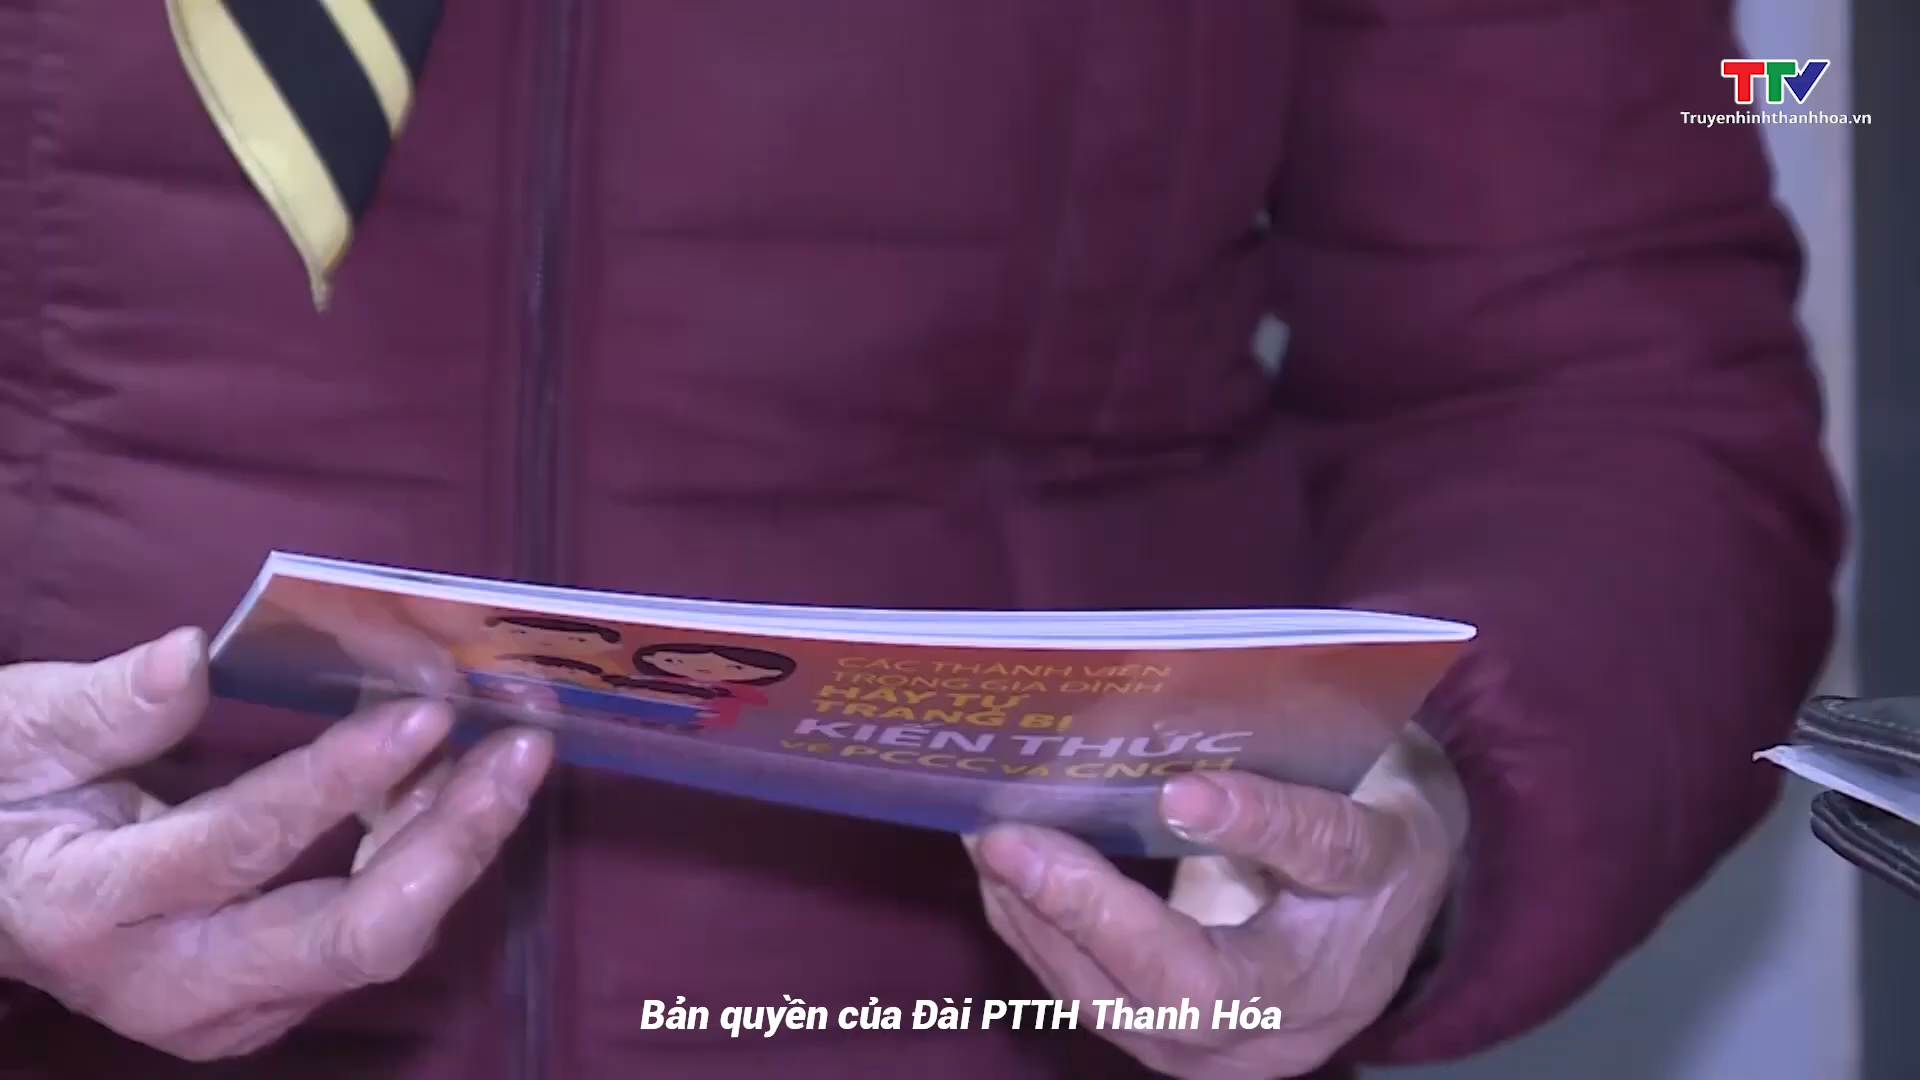 TTV
Truyenhinhthanhhoa.vn
CÁC THÀNH VIÊN
TRONG GIA ĐÌNH
HÃY TỰ
TRANG BỊ
KIẾN THỨC
VỀ PCCC VÀ CNCH
Bản quyền của Đài PTTH Thanh Hóa